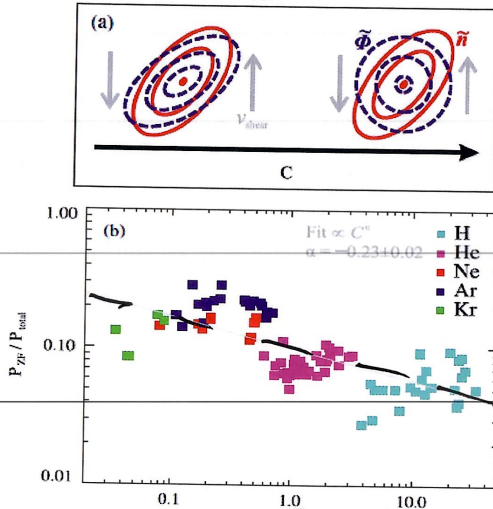 (a)
Φ̃ ñ
v_shear
C
1.00
(b)
Fit ∝ C^α
α = −0.23±0.02
H
He
Ne
Ar
Kr
P_ZF / P_total
0.10
0.01
0.1 1.0 10.0